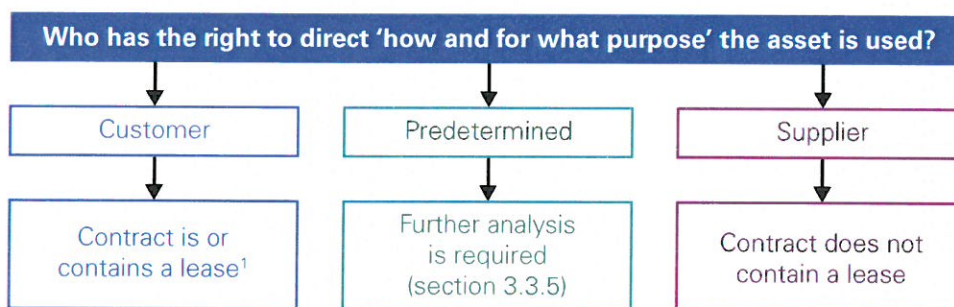 Who has the right to direct ‘how and for what purpose’ the asset is used?
Customer
Predetermined
Supplier
Contract is or
contains a lease¹
Further analysis
is required
(section 3.3.5)
Contract does not
contain a lease